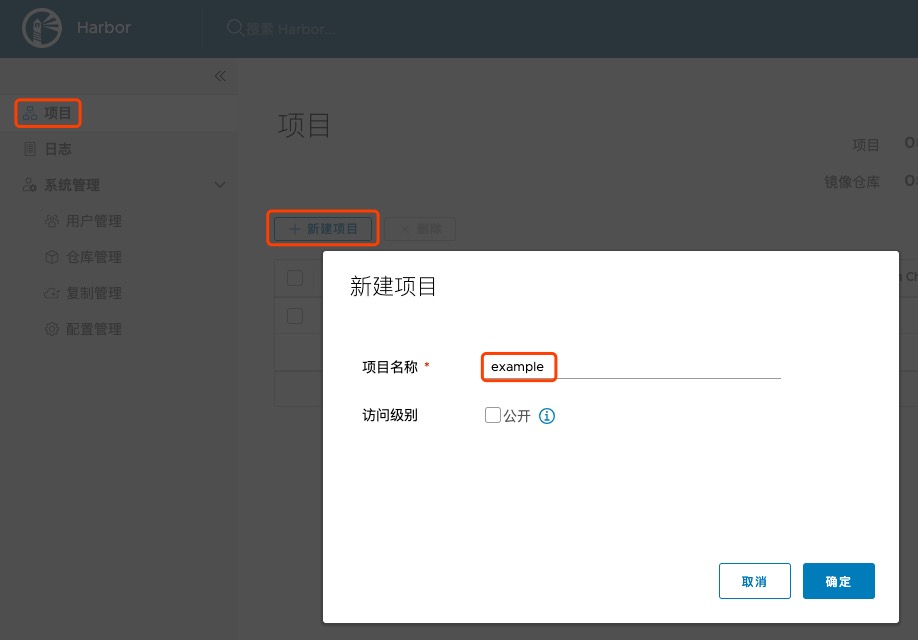 Harbor
搜索 Harbor...
项目
日志
系统管理
用户管理
仓库管理
复制管理
配置管理
项目
项目
镜像仓库
+ 新建项目
× 删除
新建项目
项目名称 *
example
访问级别
公开
取消
确定